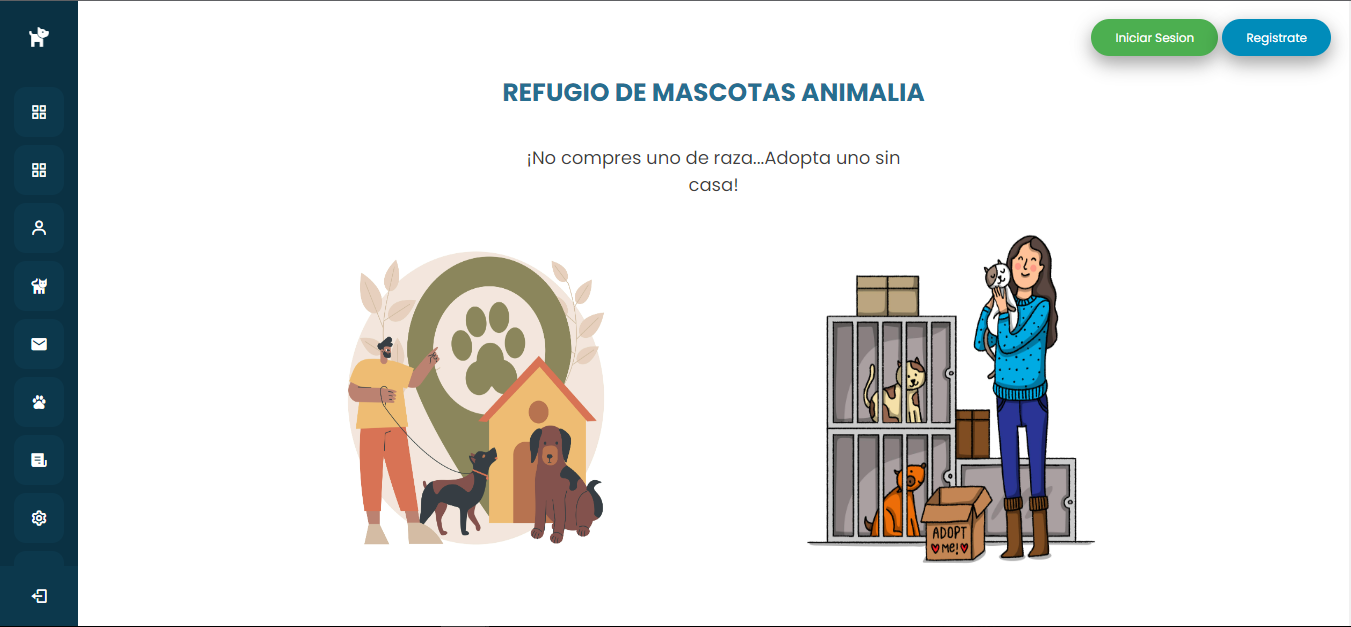 Iniciar Sesion
Registrate
REFUGIO DE MASCOTAS ANIMALIA
¡No compres uno de raza...Adopta uno sin
casa!
ADOPT
Me!